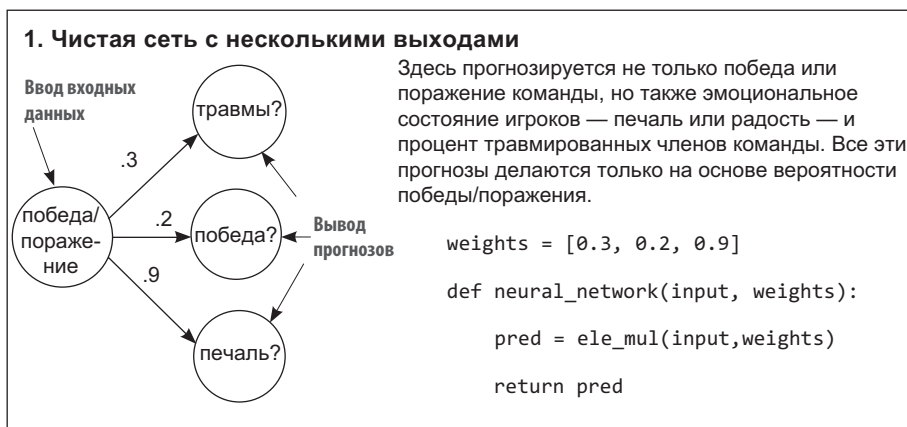 1. Чистая сеть с несколькими выходами
Ввод входных
данных
победа/
пораже-
ние
.3
.2
.9
травмы?
победа?
печаль?
Вывод
прогнозов
Здесь прогнозируется не только победа или
поражение команды, но также эмоциональное
состояние игроков — печаль или радость — и
процент травмированных членов команды. Все эти
прогнозы делаются только на основе вероятности
победы/поражения.
weights = [0.3, 0.2, 0.9]
def neural_network(input, weights):
    pred = ele_mul(input,weights)
    return pred